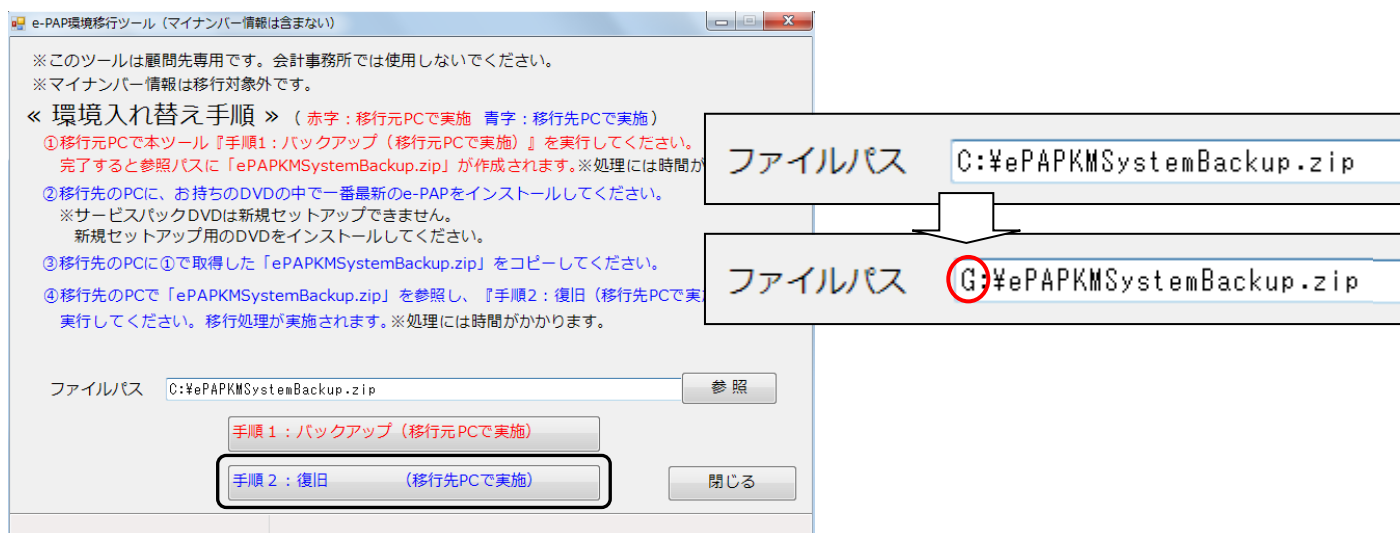 e-PAP環境移行ツール（マイナンバー情報は含まない）
※このツールは顧問先専用です。会計事務所では使用しないでください。
※マイナンバー情報は移行対象外です。
≪ 環境入れ替え手順 ≫ （ 赤字：移行元PCで実施 青字：移行先PCで実施）
①移行元PCで本ツール『手順1：バックアップ（移行元PCで実施）』を実行してください。
完了すると参照パスに「ePAPKMSystemBackup.zip」が作成されます。※処理には時間が
②移行先のPCに、お持ちのDVDの中で一番最新のe-PAPをインストールしてください。
※サービスパックDVDは新規セットアップできません。
新規セットアップ用のDVDをインストールしてください。
③移行先のPCに①で取得した「ePAPKMSystemBackup.zip」をコピーしてください。
④移行先のPCで「ePAPKMSystemBackup.zip」を参照し、『手順2：復旧（移行先PCで実
実行してください。移行処理が実施されます。※処理には時間がかかります。
ファイルパス C:¥ePAPKMSystemBackup.zip 参照
手順１：バックアップ（移行元PCで実施）
手順２：復旧 （移行先PCで実施） 閉じる
ファイルパス C:¥ePAPKMSystemBackup.zip
ファイルパス G:¥ePAPKMSystemBackup.zip